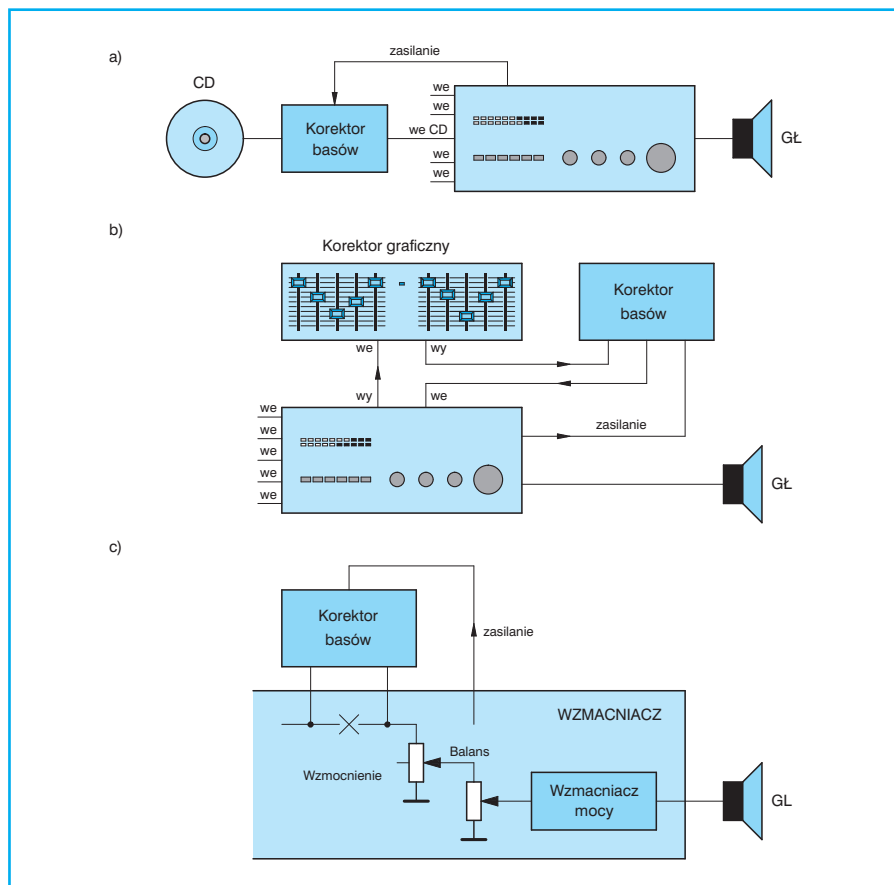 a)
zasilanie
CD
we
we
Korektor
basów
we CD
we
we
GŁ
b)
Korektor graficzny
Korektor
basów
we
wy
wy
we
we
we
we
we
we
zasilanie
GŁ
c)
Korektor
basów
zasilanie
WZMACNIACZ
Balans
Wzmocnienie
Wzmacniacz
mocy
GL